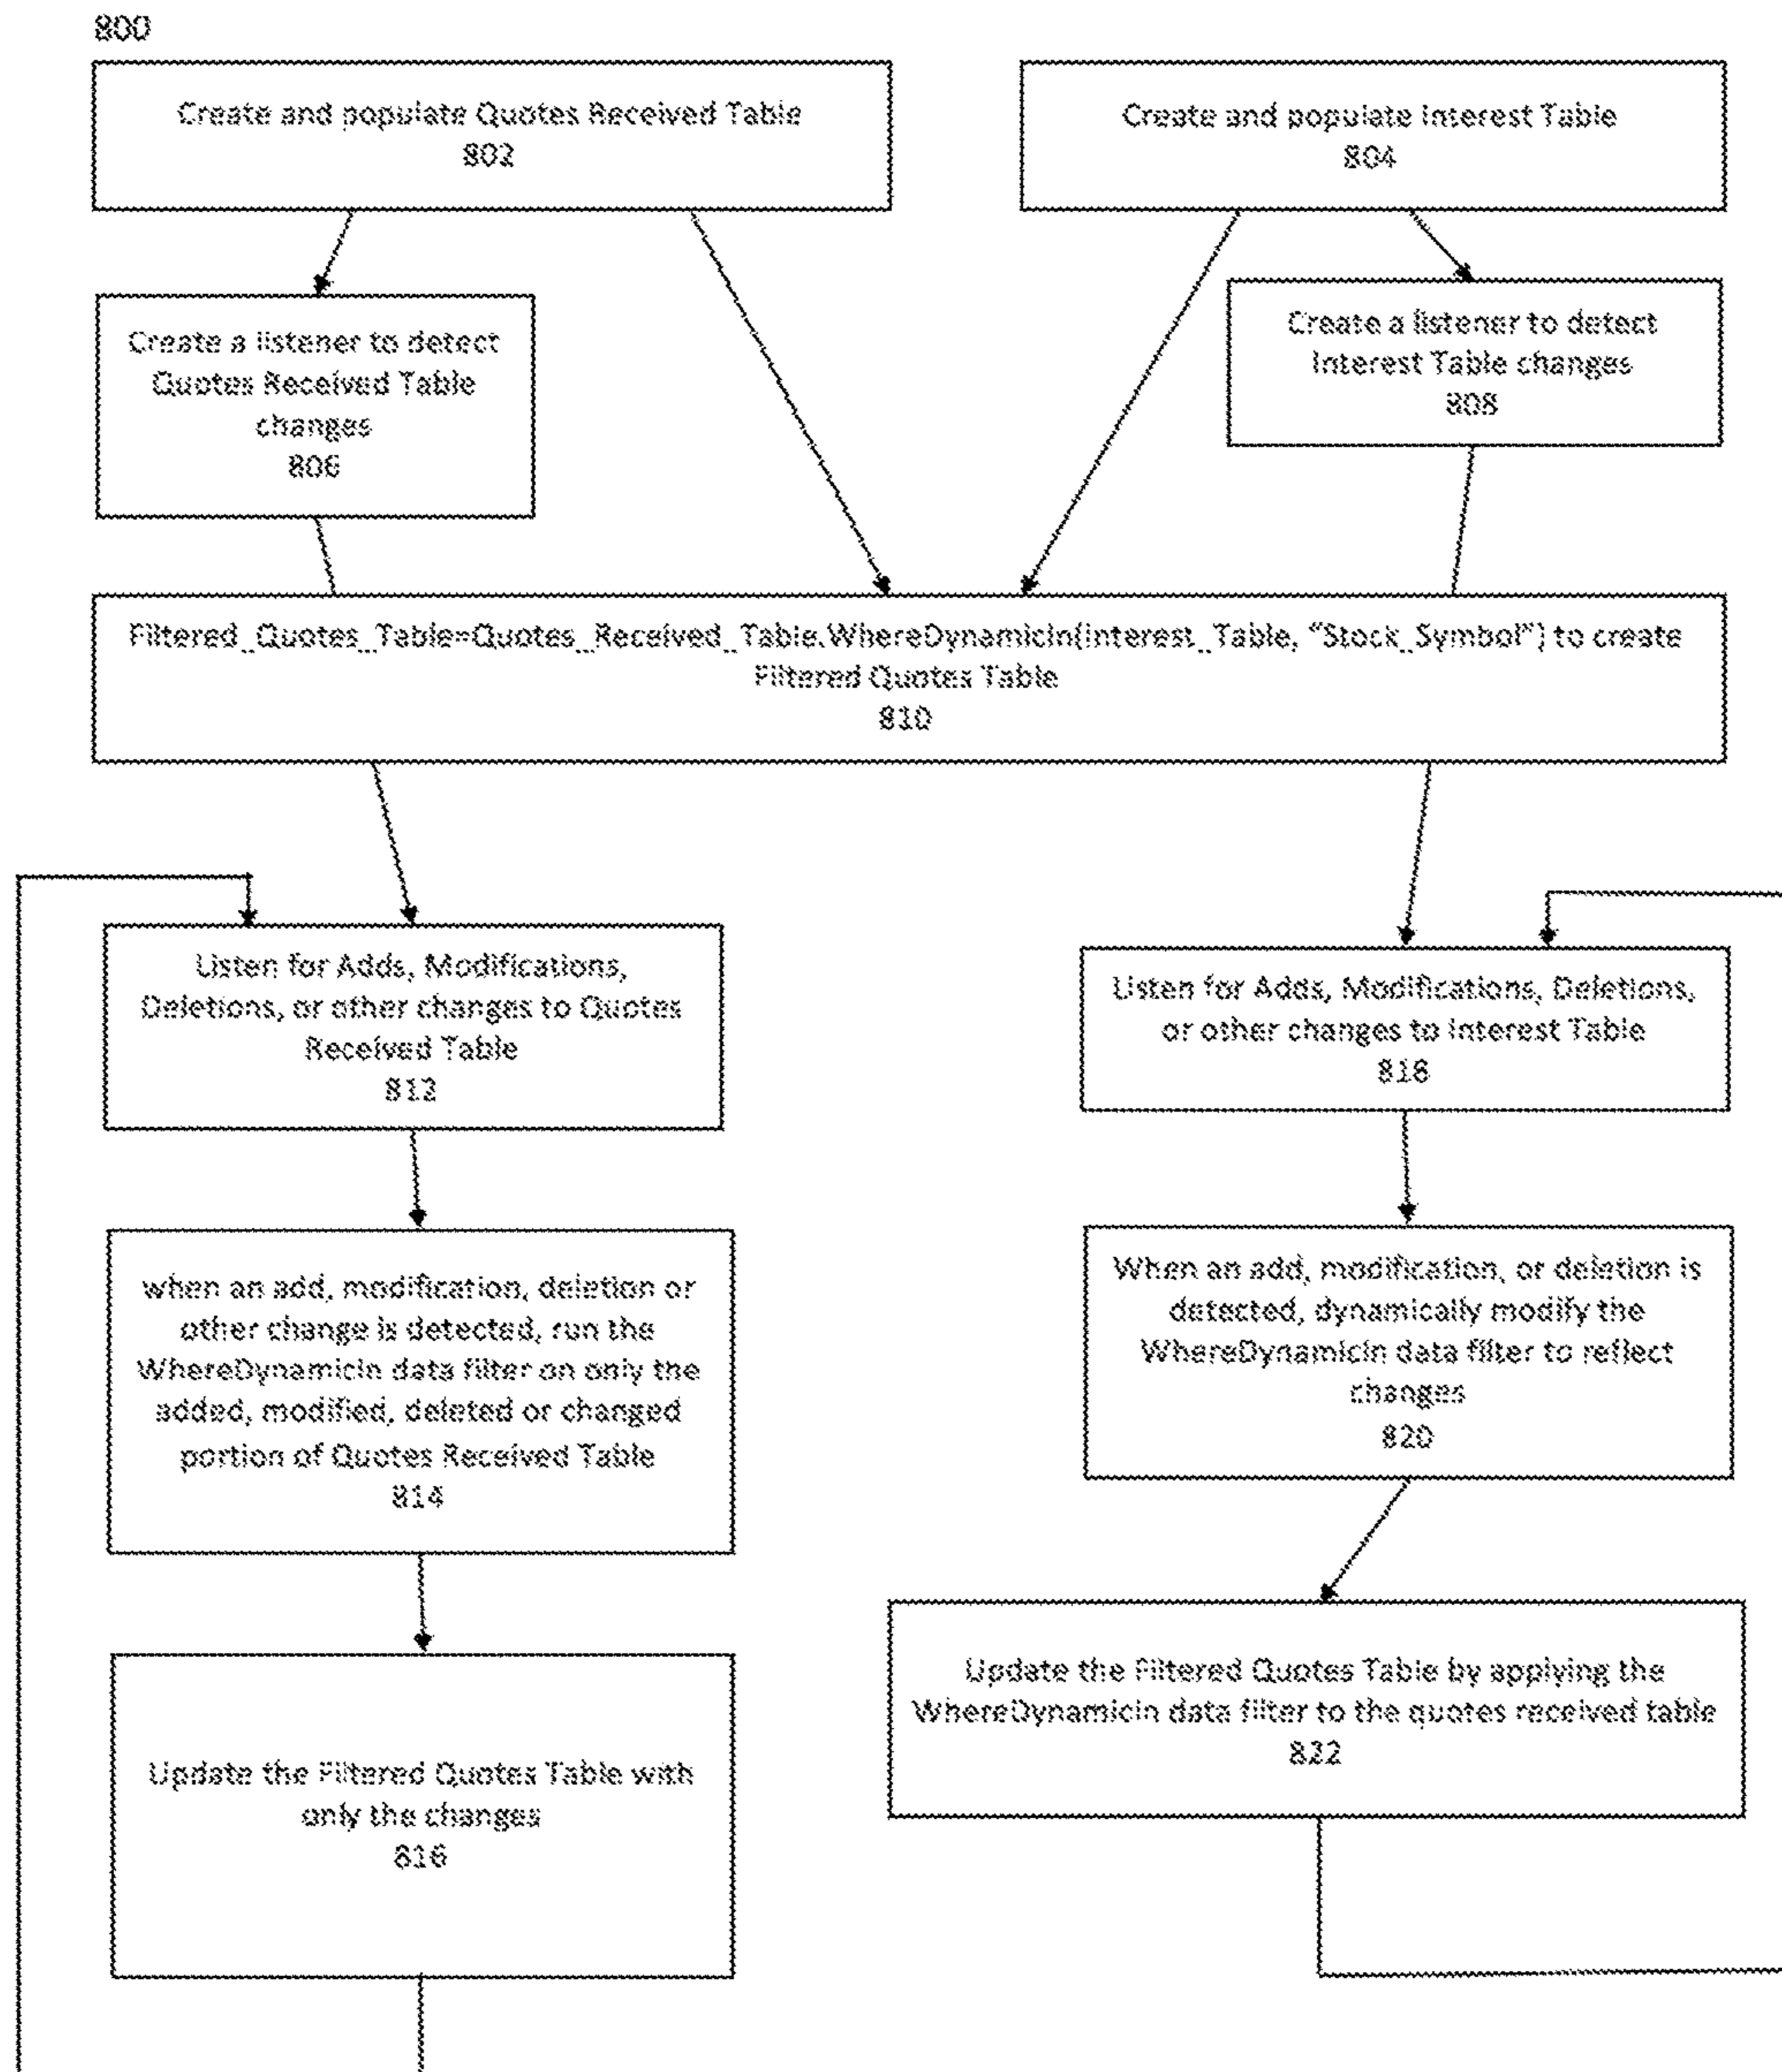 800
Create and populate Quotes Received Table
802
Create and populate Interest Table
804
Create a listener to detect
Quotes Received Table
changes
806
Create a listener to detect
Interest Table changes
808
Filtered_Quotes_Table=Quotes_Received_Table.WhereDynamicIn(Interest_Table, “Stock_Symbol”) to create
Filtered Quotes Table
810
Listen for Adds, Modifications,
Deletions, or other changes to Quotes
Received Table
812
when an add, modification, deletion or
other change is detected, run the
WhereDynamicIn data filter on only the
added, modified, deleted or changed
portion of Quotes Received Table
814
Update the Filtered Quotes Table with
only the changes
816
Listen for Adds, Modifications, Deletions,
or other changes to Interest Table
818
When an add, modification, or deletion is
detected, dynamically modify the
WhereDynamicIn data filter to reflect
changes
820
Update the Filtered Quotes Table by applying the
WhereDynamicIn data filter to the quotes received table
822